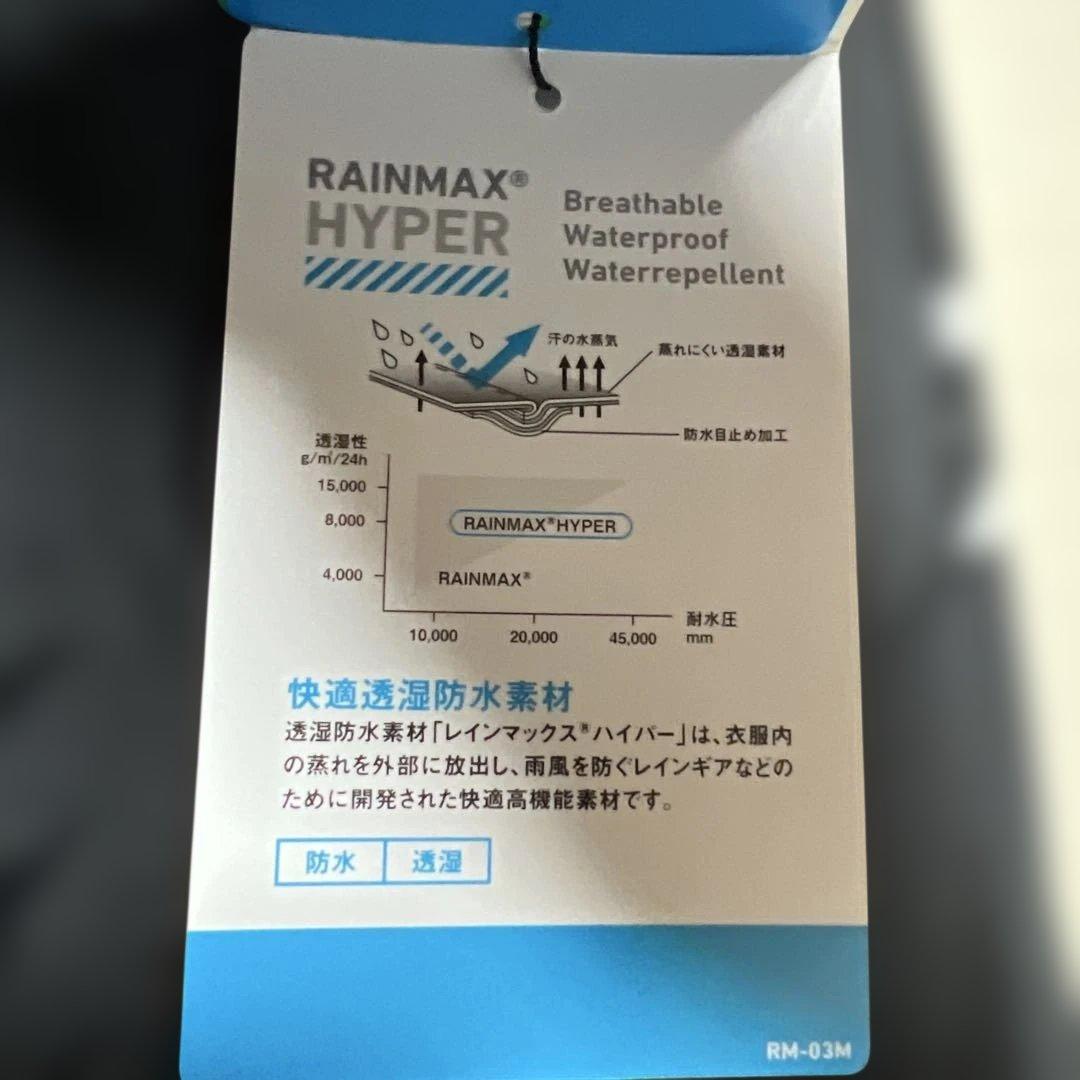 RAINMAX®
HYPER
Breathable
Waterproof
Waterrepellent
汗の水蒸気
蒸れにくい透湿素材
防水目止め加工
透湿性
g/㎡/24h
15,000
8,000
4,000
RAINMAX®HYPER
RAINMAX®
10,000
20,000
45,000
耐水圧
mm
快適透湿防水素材
透湿防水素材「レインマックス®ハイパー」は、衣服内
の蒸れを外部に放出し、雨風を防ぐレインギアなどの
ために開発された快適高機能素材です。
防水
透湿
RM-03M